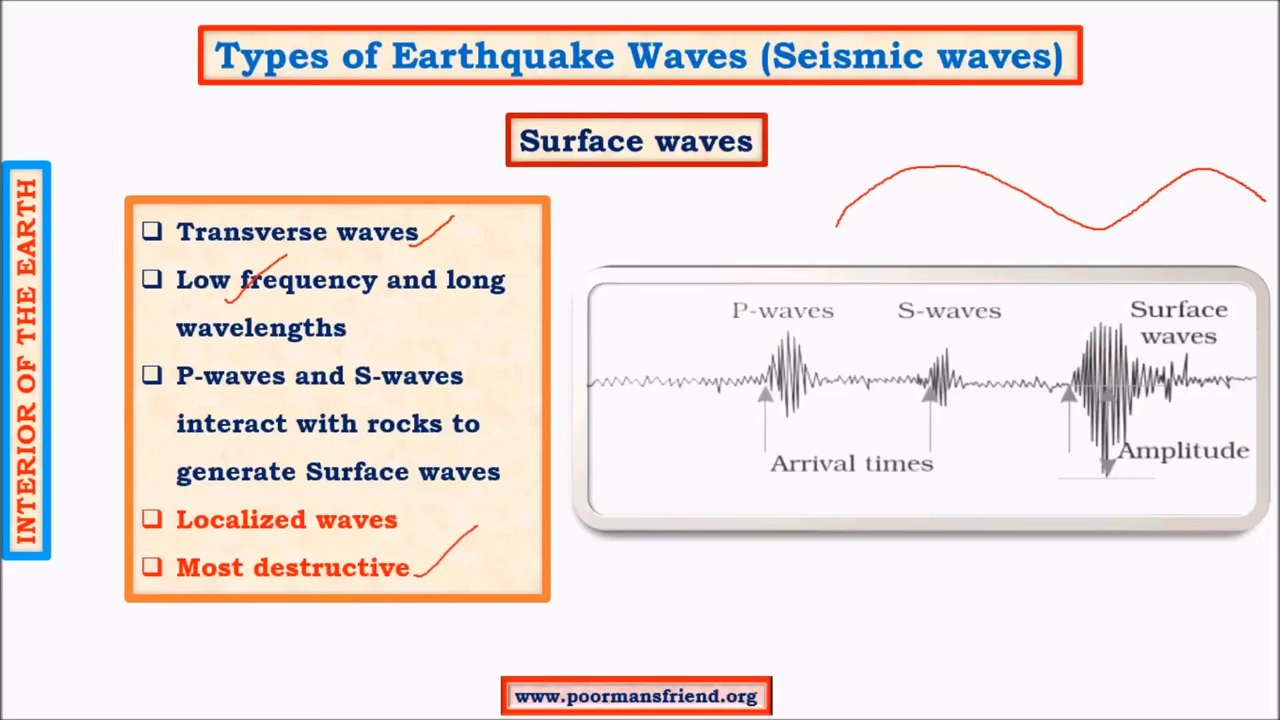 Types of Earthquake Waves (Seismic waves)
Surface waves
INTERIOR OF THE EARTH
Transverse waves
Low frequency and long
wavelengths
P-waves and S-waves
interact with rocks to
generate Surface waves
Localized waves
Most destructive
P-waves
S-waves
Surface
waves
Arrival times
Amplitude
www.poormansfriend.org